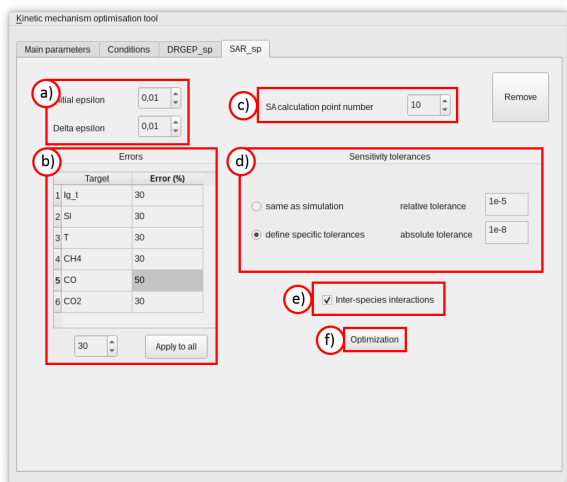 Kinetic mechanism optimisation tool
Main parameters Conditions DRGEP_sp SAR_sp
a) itial epsilon 0,01
Delta epsilon 0,01
c) SA calculation point number 10
Remove
b) Errors
Target Error (%)
1 Ig_t 30
2 Sl 30
3 T 30
4 CH4 30
5 CO 50
6 CO2 30
30 Apply to all
d) Sensitivity tolerances
same as simulation relative tolerance 1e-5
define specific tolerances absolute tolerance 1e-8
e) Inter-species interactions
f) Optimization